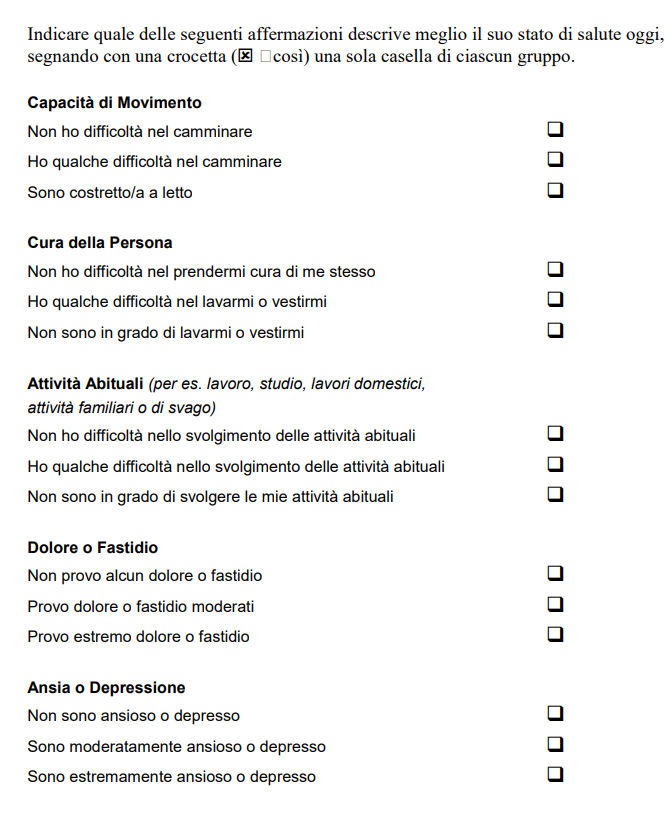 Indicare quale delle seguenti affermazioni descrive meglio il suo stato di salute oggi,
segnando con una crocetta (☒ □così) una sola casella di ciascun gruppo.
Capacità di Movimento
Non ho difficoltà nel camminare ❑
Ho qualche difficoltà nel camminare ❑
Sono costretto/a a letto ❑
Cura della Persona
Non ho difficoltà nel prendermi cura di me stesso ❑
Ho qualche difficoltà nel lavarmi o vestirmi ❑
Non sono in grado di lavarmi o vestirmi ❑
Attività Abituali (per es. lavoro, studio, lavori domestici,
attività familiari o di svago)
Non ho difficoltà nello svolgimento delle attività abituali ❑
Ho qualche difficoltà nello svolgimento delle attività abituali ❑
Non sono in grado di svolgere le mie attività abituali ❑
Dolore o Fastidio
Non provo alcun dolore o fastidio ❑
Provo dolore o fastidio moderati ❑
Provo estremo dolore o fastidio ❑
Ansia o Depressione
Non sono ansioso o depresso ❑
Sono moderatamente ansioso o depresso ❑
Sono estremamente ansioso o depresso ❑